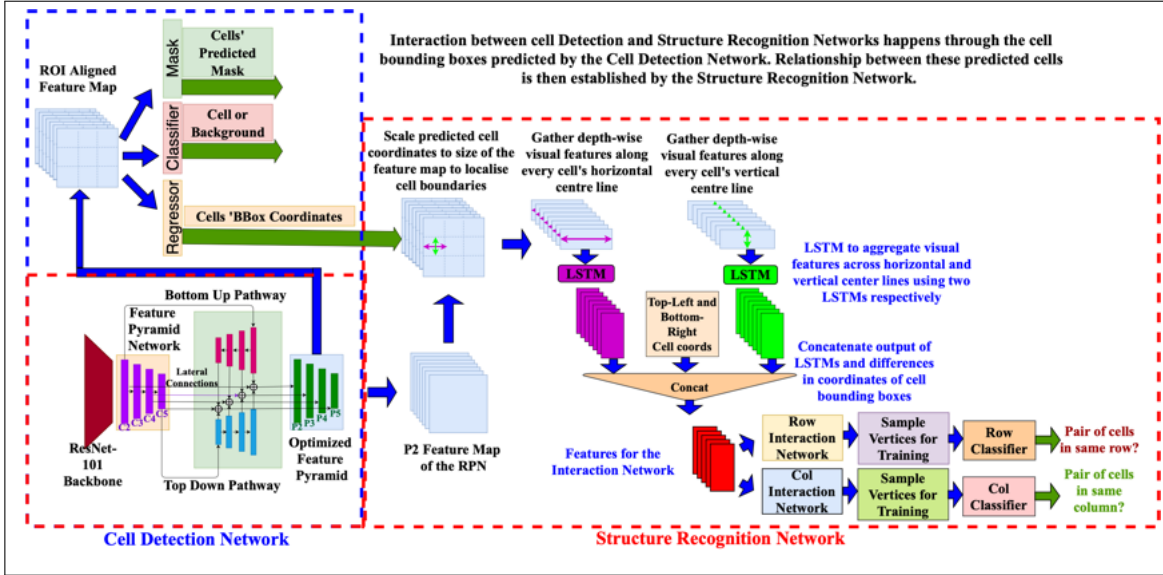 Interaction between cell Detection and Structure Recognition Networks happens through the cell
bounding boxes predicted by the Cell Detection Network. Relationship between these predicted cells
is then established by the Structure Recognition Network.
ROI Aligned
Feature Map
Mask
Cells'
Predicted
Mask
Classifier
Cell or
Background
Regressor
Cells 'BBox Coordinates
Scale predicted cell
coordinates to size of the
feature map to localise
cell boundaries
Gather depth-wise
visual features along
every cell's horizontal
centre line
Gather depth-wise
visual features along
every cell's vertical
centre line
LSTM
LSTM
LSTM to aggregate visual
features across horizontal and
vertical center lines using two
LSTMs respectively
Top-Left and
Bottom-
Right
Cell coords
Concat
Concatenate output of
LSTMs and differences
in coordinates of cell
bounding boxes
Bottom Up Pathway
Feature
Pyramid
Network
Lateral
Connections
C2
C3
C4
C5
P2
P3
P4
P5
ResNet-
101
Backbone
Top Down Pathway
Optimized
Feature
Pyramid
P2 Feature Map
of the RPN
Features for the
Interaction Network
Row
Interaction
Network
Sample
Vertices for
Training
Row
Classifier
Pair of cells
in same row?
Col
Interaction
Network
Sample
Vertices for
Training
Col
Classifier
Pair of cells
in same
column?
Cell Detection Network
Structure Recognition Network